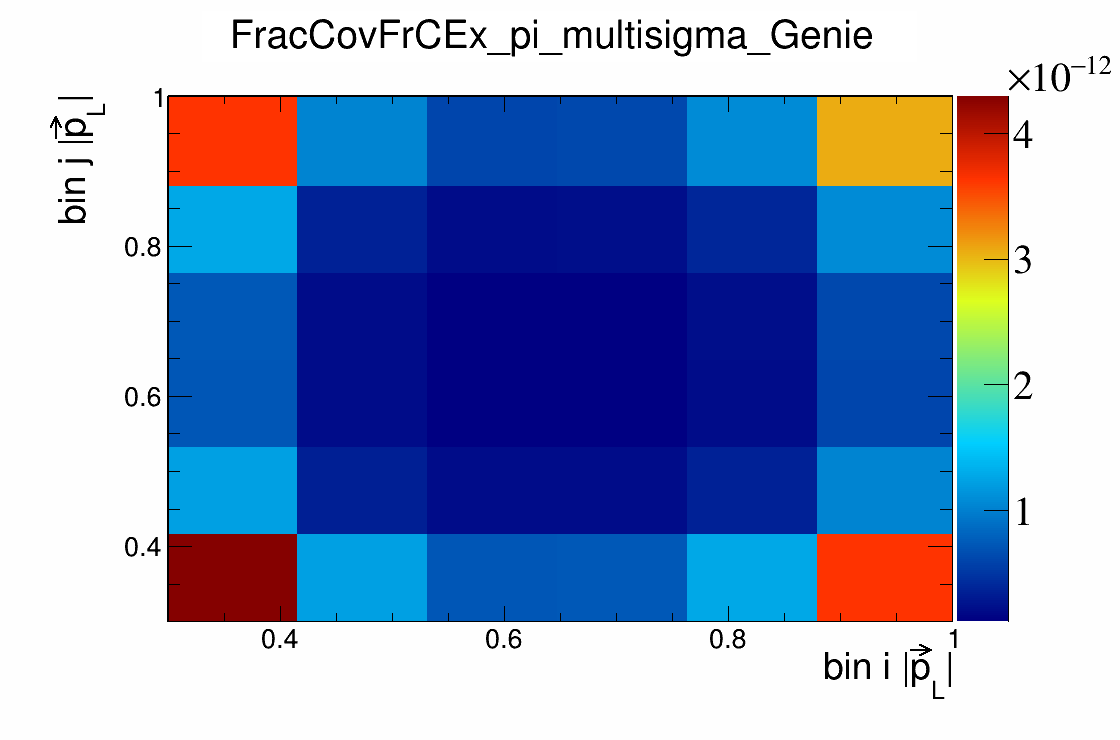 FracCovFrCEx_pi_multisigma_Genie
×10⁻¹²
bin j |p⃗_L|
1
0.8
0.6
0.4
0.4 0.6 0.8 1
bin i |p⃗_L|
4
3
2
1